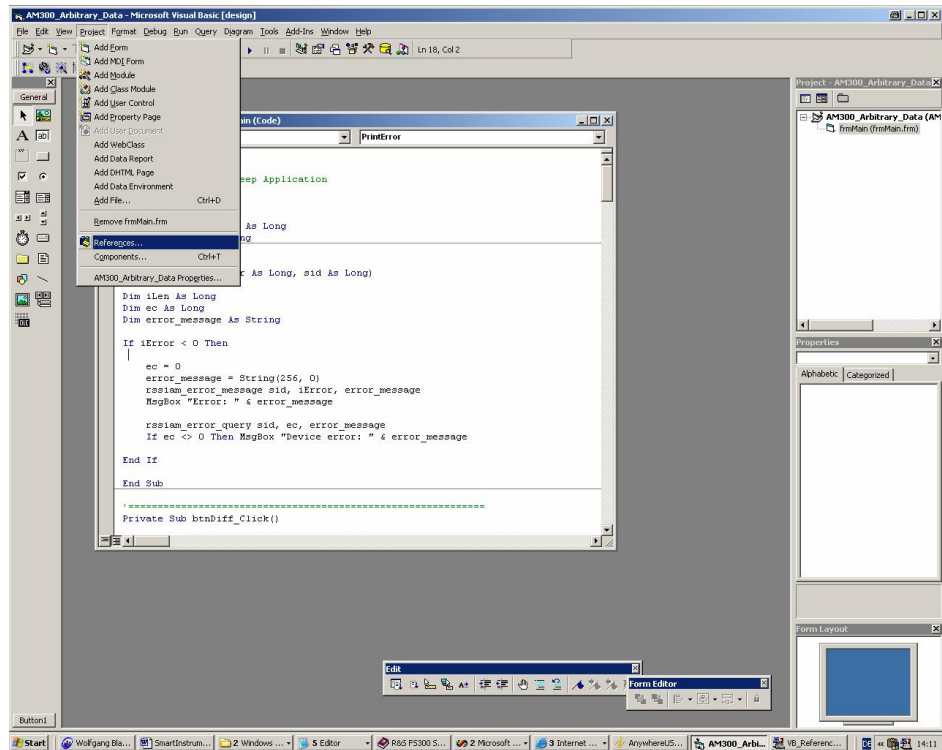 AM300_Arbitrary_Data - Microsoft Visual Basic [design]
File Edit View Project Format Debug Run Query Diagram Tools Add-Ins Window Help
Ln 18, Col 2
Add Form
Add MDI Form
Add Module
Add Class Module
Add User Control
Add Property Page
Add User Document
Add WebClass
Add Data Report
Add DHTML Page
Add Data Environment
Add File... Ctrl+D
Remove frmMain.frm
References...
Components... Ctrl+T
AM300_Arbitrary_Data Properties...
General
Button1
(Code)
PrintError
eep Application
As Long
As Long, sid As Long)
Dim iLen As Long
Dim ec As Long
Dim error_message As String
If iError < 0 Then
ec = 0
error_message = String(256, 0)
rssiam_error_message sid, iError, error_message
MsgBox "Error: " & error_message
rssiam_error_query sid, ec, error_message
If ec <> 0 Then MsgBox "Device error: " & error_message
End If
End Sub
Private Sub btnDiff_Click()
Project - AM300_Arbitrary_Data
AM300_Arbitrary_Data (AM
frmMain (frmMain.frm)
Properties
Alphabetic Categorized
Form Layout
Edit
Form Editor
Start Wolfgang Bla... SmartInstrum... 2 Windows ... 5 Editor R&S FS300 S... 2 Microsoft ... 3 Internet ... AnywhereUS... AM300_Arbi... VB_Referenc... DE 14:11